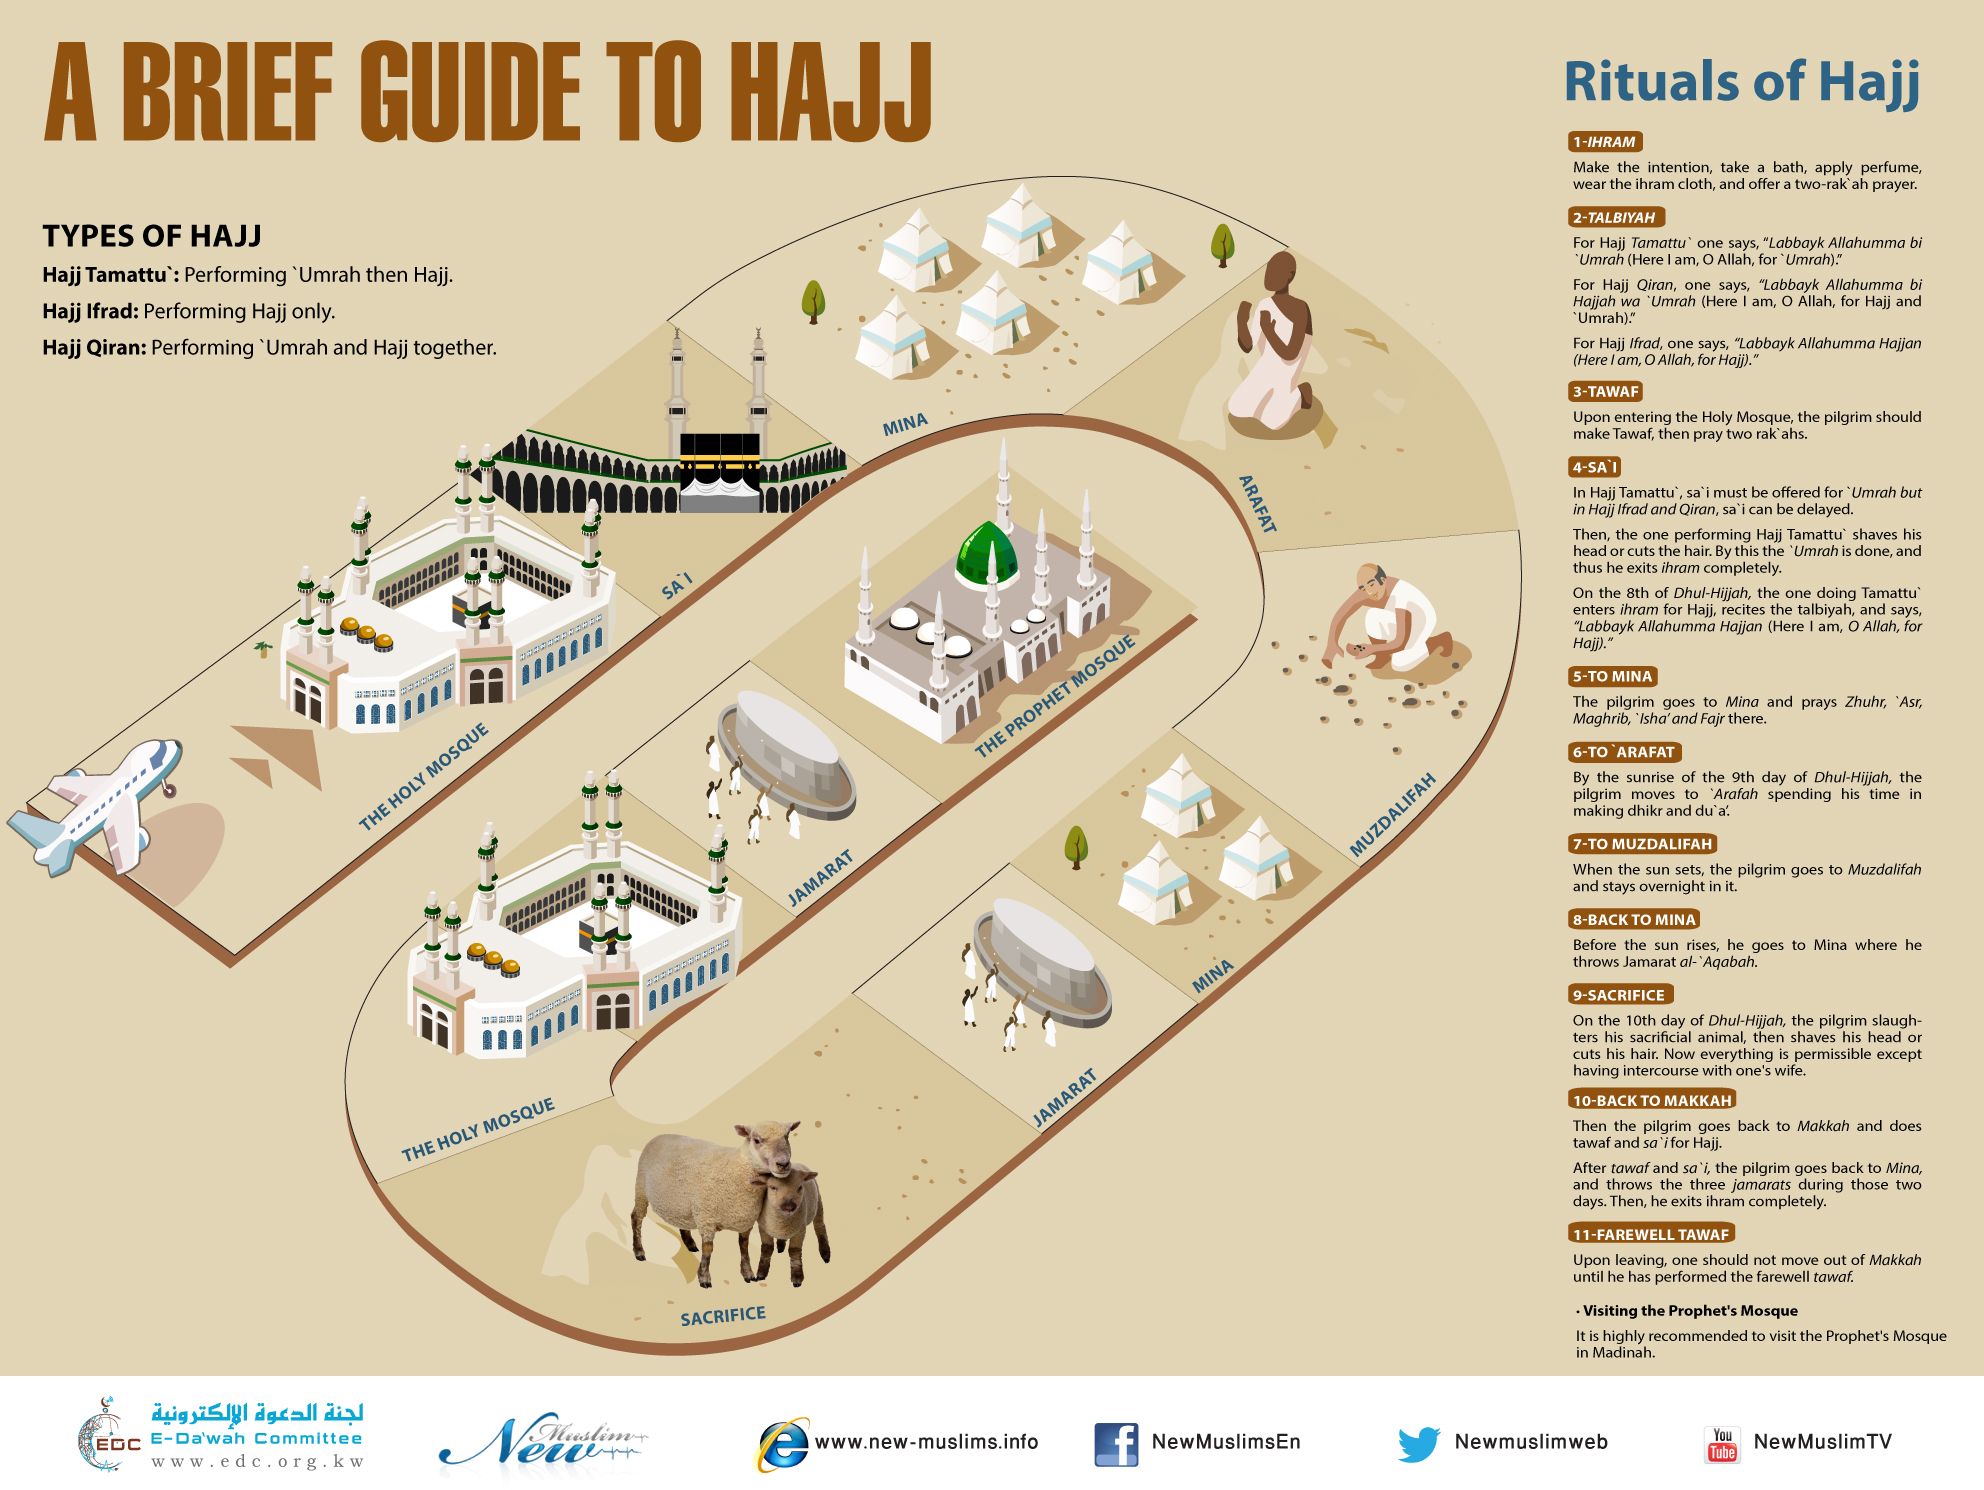 A BRIEF GUIDE TO HAJJ
TYPES OF HAJJ
Hajj Tamattu`: Performing `Umrah then Hajj.
Hajj Ifrad: Performing Hajj only.
Hajj Qiran: Performing `Umrah and Hajj together.
MINA
ARAFAT
SA`I
THE HOLY MOSQUE
THE PROPHET MOSQUE
MUZDALIFAH
JAMARAT
MINA
JAMARAT
THE HOLY MOSQUE
SACRIFICE
Rituals of Hajj
1-IHRAM
Make the intention, take a bath, apply perfume,
wear the ihram cloth, and offer a two-rak`ah prayer.
2-TALBIYAH
For Hajj Tamattu` one says, “Labbayk Allahumma bi
`Umrah (Here I am, O Allah, for `Umrah).”
For Hajj Qiran, one says, “Labbayk Allahumma bi
Hajjah wa `Umrah (Here I am, O Allah, for Hajj and
`Umrah).”
For Hajj Ifrad, one says, “Labbayk Allahumma Hajjan
(Here I am, O Allah, for Hajj).”
3-TAWAF
Upon entering the Holy Mosque, the pilgrim should
make Tawaf, then pray two rak`ahs.
4-SA`I
In Hajj Tamattu`, sa`i must be offered for `Umrah but
in Hajj Ifrad and Qiran, sa`i can be delayed.
Then, the one performing Hajj Tamattu` shaves his
head or cuts the hair. By this the `Umrah is done, and
thus he exits ihram completely.
On the 8th of Dhul-Hijjah, the one doing Tamattu`
enters ihram for Hajj, recites the talbiyah, and says,
“Labbayk Allahumma Hajjan (Here I am, O Allah, for
Hajj).”
5-TO MINA
The pilgrim goes to Mina and prays Zhuhr, `Asr,
Maghrib, `Isha’ and Fajr there.
6-TO `ARAFAT
By the sunrise of the 9th day of Dhul-Hijjah, the
pilgrim moves to `Arafah spending his time in
making dhikr and du`a’.
7-TO MUZDALIFAH
When the sun sets, the pilgrim goes to Muzdalifah
and stays overnight in it.
8-BACK TO MINA
Before the sun rises, he goes to Mina where he
throws Jamarat al-`Aqabah.
9-SACRIFICE
On the 10th day of Dhul-Hijjah, the pilgrim slaugh-
ters his sacrificial animal, then shaves his head or
cuts his hair. Now everything is permissible except
having intercourse with one's wife.
10-BACK TO MAKKAH
Then the pilgrim goes back to Makkah and does
tawaf and sa`i for Hajj.
After tawaf and sa`i, the pilgrim goes back to Mina,
and throws the three jamarats during those two
days. Then, he exits ihram completely.
11-FAREWELL TAWAF
Upon leaving, one should not move out of Makkah
until he has performed the farewell tawaf.
· Visiting the Prophet's Mosque
It is highly recommended to visit the Prophet's Mosque
in Madinah.
EDC
لجنة الدعوة الإلكترونية
E-Da'wah Committee
www.edc.org.kw
New Muslim
www.new-muslims.info
NewMuslimsEn
Newmuslimweb
You
Tube
NewMuslimTV